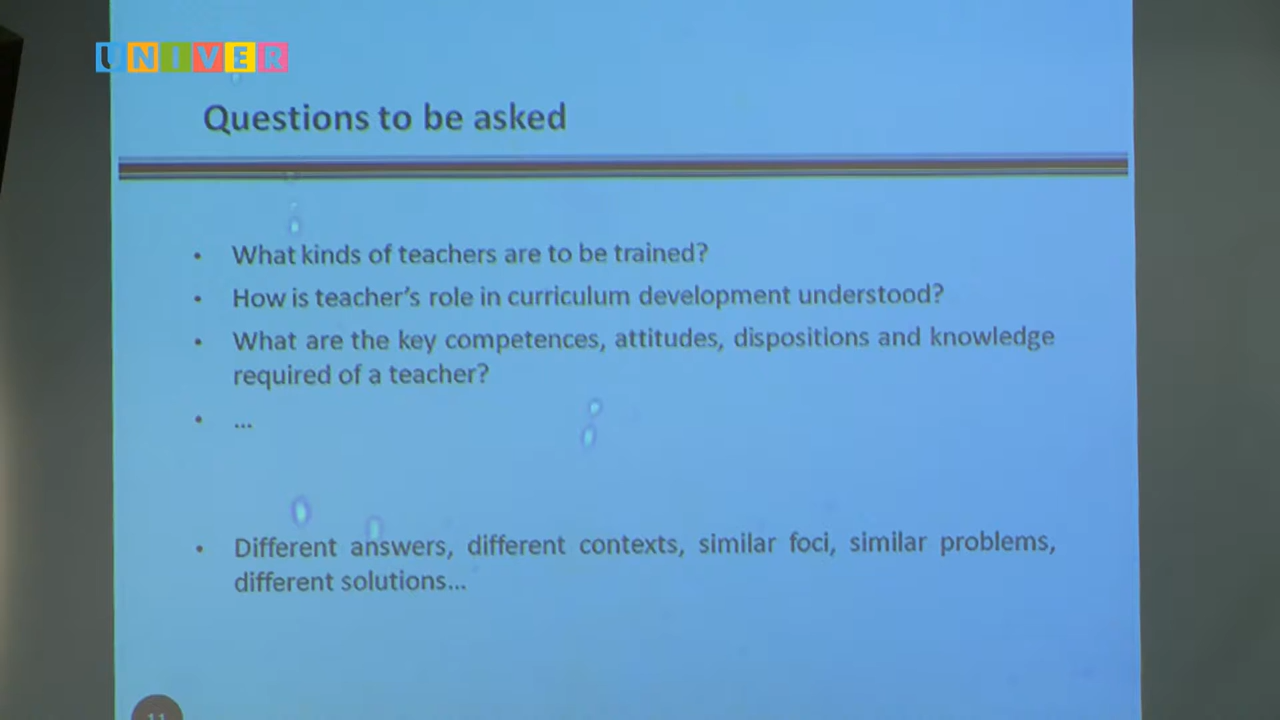 UNIVER
Questions to be asked
• What kinds of teachers are to be trained?
• How is teacher's role in curriculum development understood?
• What are the key competences, attitudes, dispositions and knowledge
required of a teacher?
• ...
• Different answers, different contexts, similar foci, similar problems,
different solutions...
11